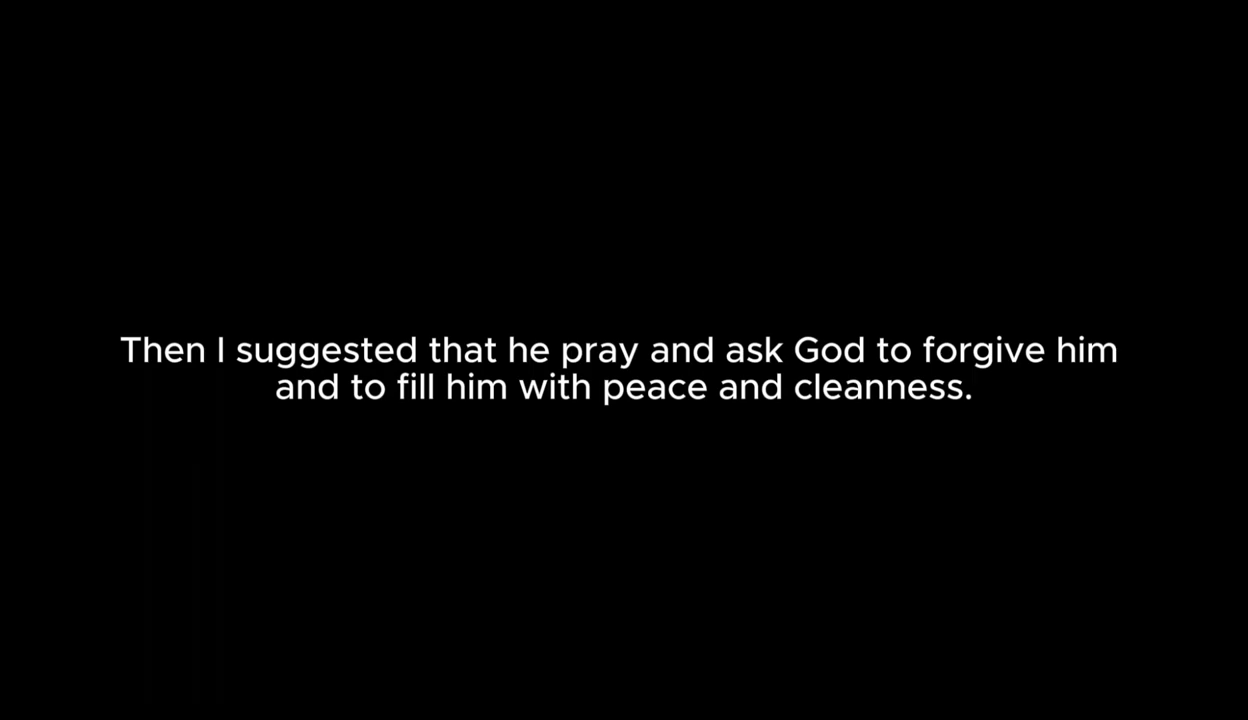 Then I suggested that he pray and ask God to forgive him
and to fill him with peace and cleanness.